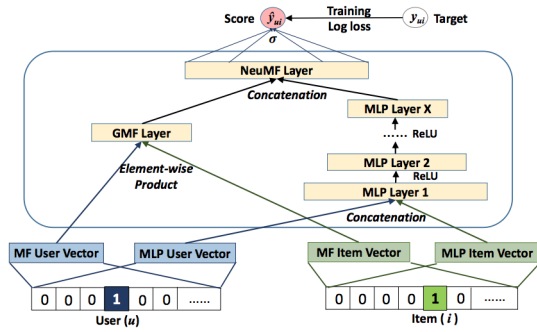 Score ŷui Training yui Target
Log loss
σ
NeuMF Layer
Concatenation
MLP Layer X
GMF Layer
...... ReLU
Element-wise
Product
MLP Layer 2
ReLU
MLP Layer 1
Concatenation
MF User Vector MLP User Vector MF Item Vector MLP Item Vector
0 0 0 1 0 0 ...... 0 0 0 0 1 0 ......
User (u) Item ( i )